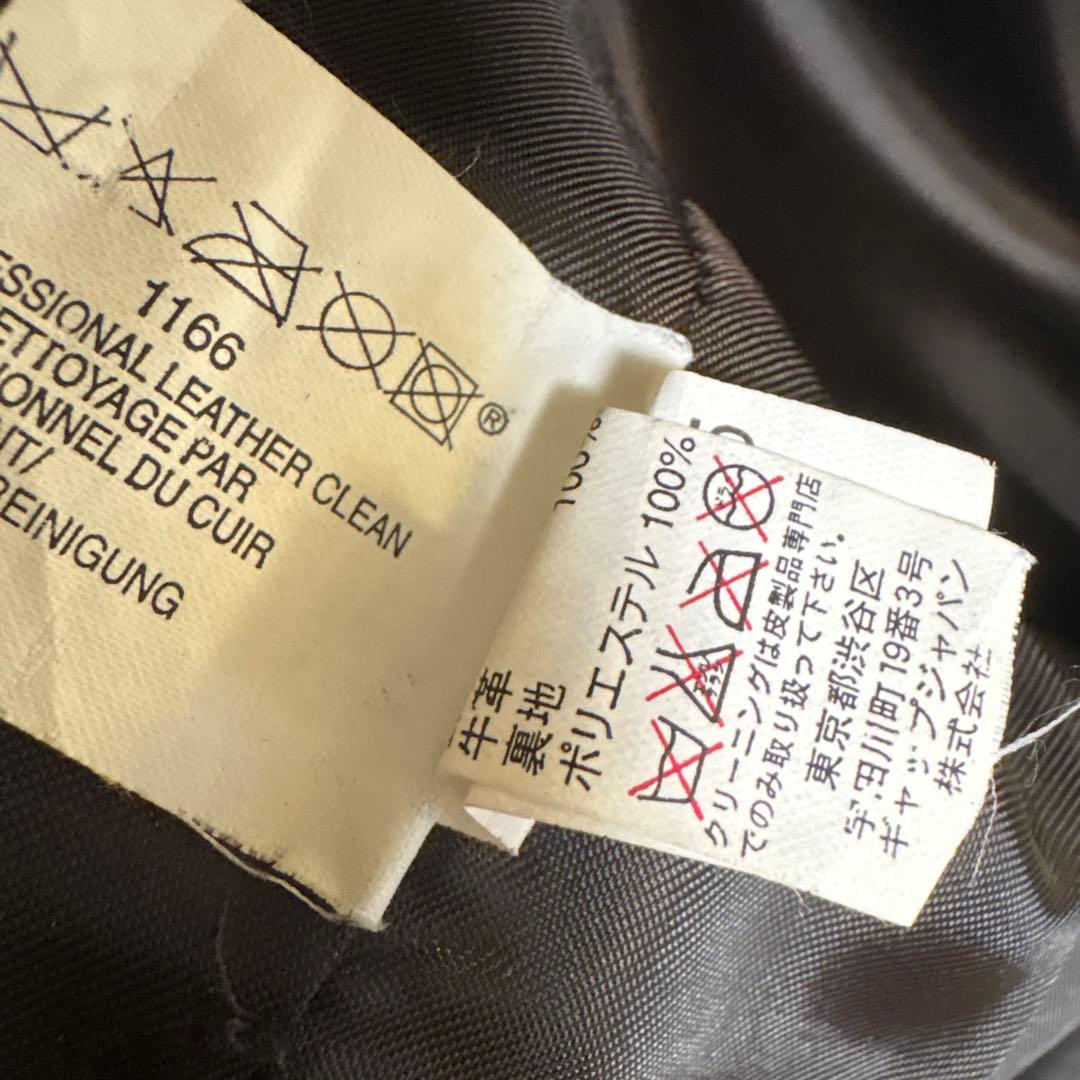 1166
®
ESSIONAL LEATHER CLEAN
ETTOYAGE PAR
IONNEL DU CUIR
NT/
REINIGUNG
牛革 100%
裏地
ポリエステル 100%
クリーニングは皮製品専門店
でのみ取り扱って下さい。
東京都渋谷区
宇田川町19番3号
ギャップジャパン
株式会社